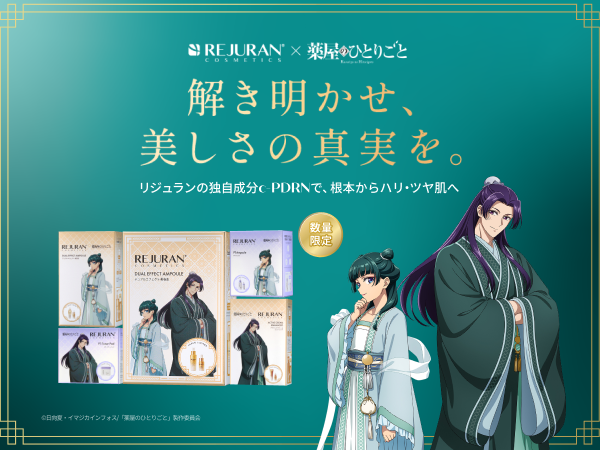 REJURAN® COSMETICS × 薬屋のひとりごと
解き明かせ、
美しさの真実を。
リジュランの独自成分c-PDRNで、根本からハリ・ツヤ肌へ
数量
限定
REJURAN®
REJURAN®
COSMETICS
DUAL EFFECT AMPOULE
REJURAN®
REJURAN®
REJURAN®
©日向夏・イマジカインフォス/「薬屋のひとりごと」製作委員会